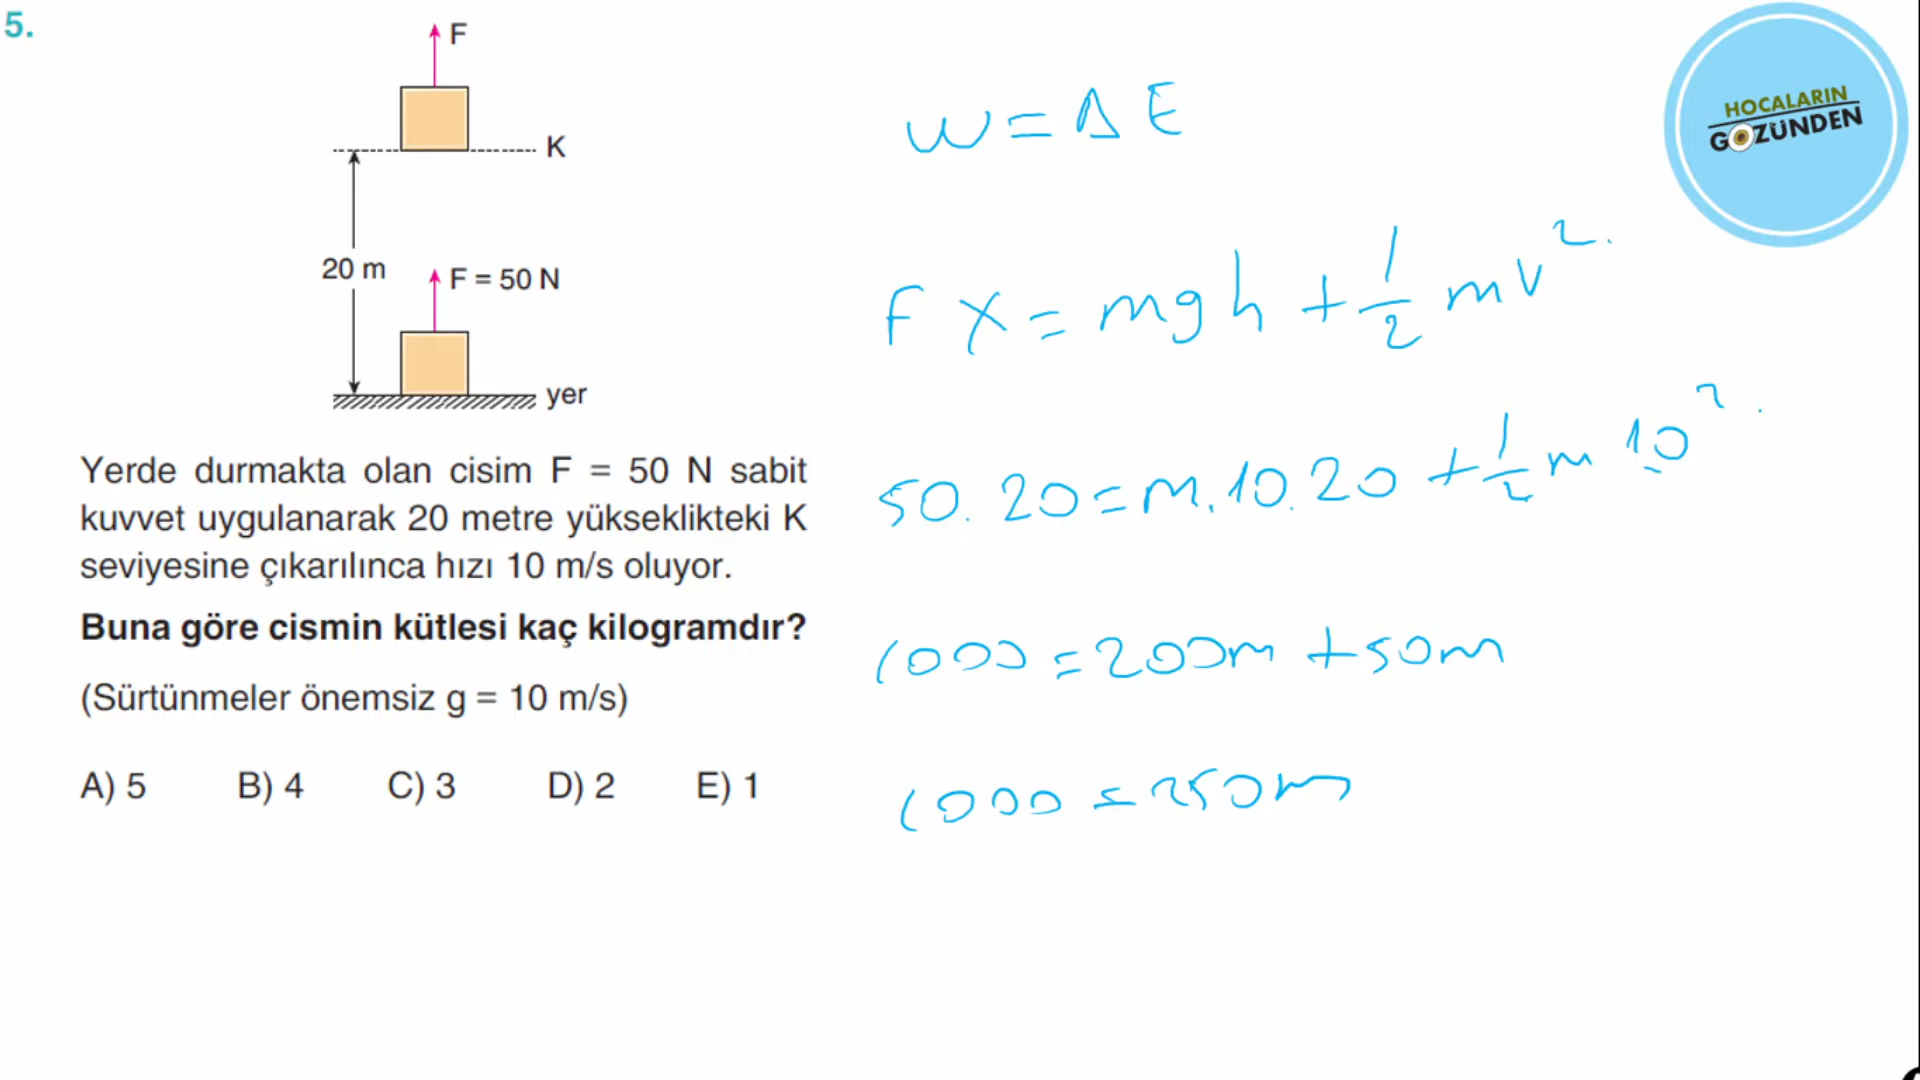 5.
F
K
20 m
F = 50 N
yer
Yerde durmakta olan cisim F = 50 N sabit
kuvvet uygulanarak 20 metre yükseklikteki K
seviyesine çıkarılınca hızı 10 m/s oluyor.
Buna göre cismin kütlesi kaç kilogramdır?
(Sürtünmeler önemsiz g = 10 m/s)
A) 5 B) 4 C) 3 D) 2 E) 1
W = Δ E
F X = mgh + 1/2 mv²
50.20 = m.10.20 + 1/2 m 10²
1000 = 200m + 50m
1000 = 250m
HOCALARIN
GÖZÜNDEN